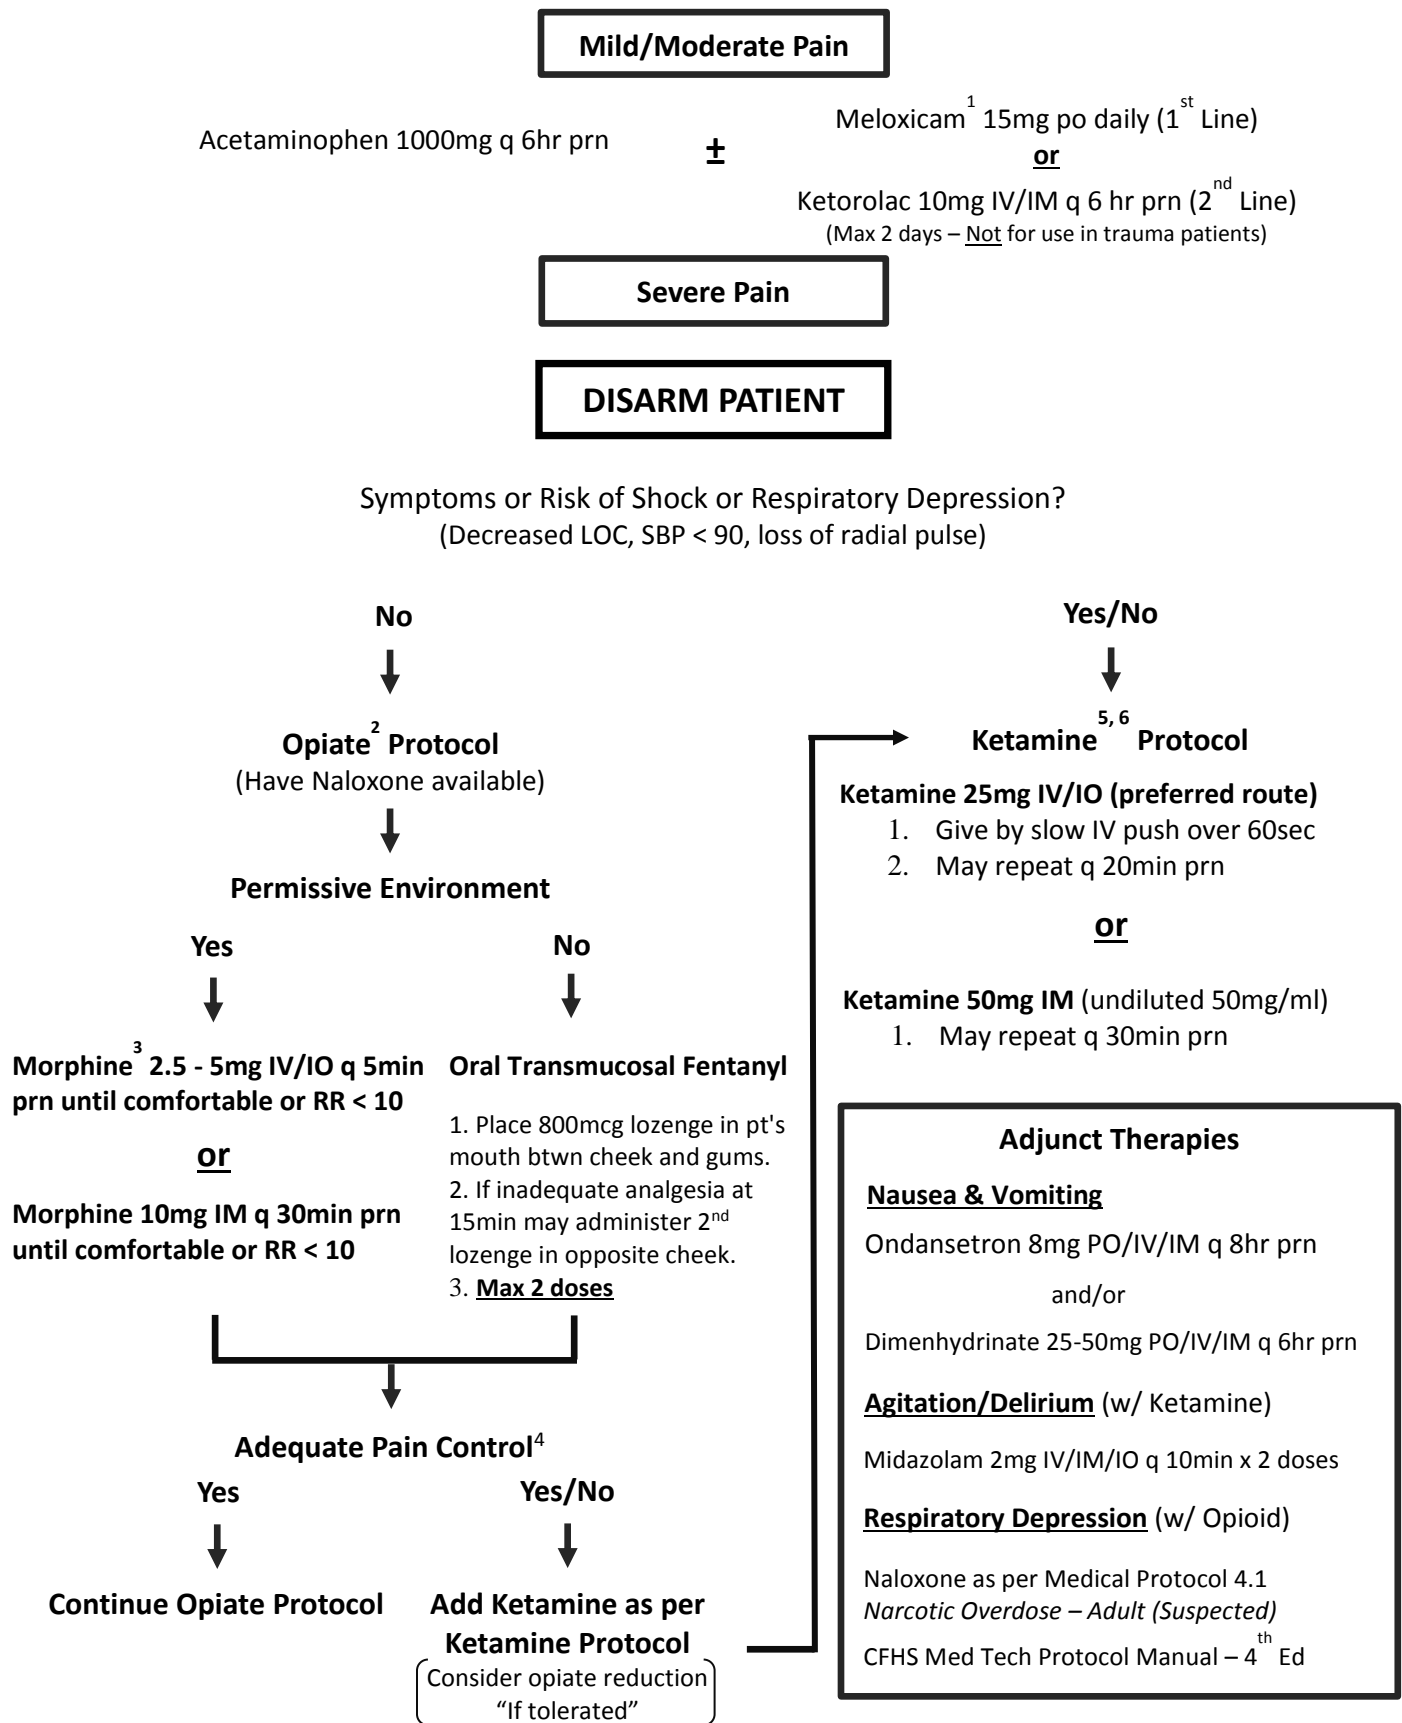 Mild/Moderate Pain
Acetaminophen 1000mg q 6hr prn
±
Meloxicam¹ 15mg po daily (1st Line)
or
Ketorolac 10mg IV/IM q 6 hr prn (2nd Line)
(Max 2 days – Not for use in trauma patients)
Severe Pain
DISARM PATIENT
Symptoms or Risk of Shock or Respiratory Depression?
(Decreased LOC, SBP < 90, loss of radial pulse)
No
Opiate² Protocol
(Have Naloxone available)
Permissive Environment
Yes
Morphine³ 2.5 - 5mg IV/IO q 5min
prn until comfortable or RR < 10
or
Morphine 10mg IM q 30min prn
until comfortable or RR < 10
No
Oral Transmucosal Fentanyl
1. Place 800mcg lozenge in pt's
mouth btwn cheek and gums.
2. If inadequate analgesia at
15min may administer 2nd
lozenge in opposite cheek.
3. Max 2 doses
Adequate Pain Control⁴
Yes
Continue Opiate Protocol
Yes/No
Add Ketamine as per
Ketamine Protocol
Consider opiate reduction
“If tolerated”
Yes/No
Ketamine⁵,⁶ Protocol
Ketamine 25mg IV/IO (preferred route)
1. Give by slow IV push over 60sec
2. May repeat q 20min prn
or
Ketamine 50mg IM (undiluted 50mg/ml)
1. May repeat q 30min prn
Adjunct Therapies
Nausea & Vomiting
Ondansetron 8mg PO/IV/IM q 8hr prn
and/or
Dimenhydrinate 25-50mg PO/IV/IM q 6hr prn
Agitation/Delirium (w/ Ketamine)
Midazolam 2mg IV/IM/IO q 10min x 2 doses
Respiratory Depression (w/ Opioid)
Naloxone as per Medical Protocol 4.1
Narcotic Overdose – Adult (Suspected)
CFHS Med Tech Protocol Manual – 4th Ed